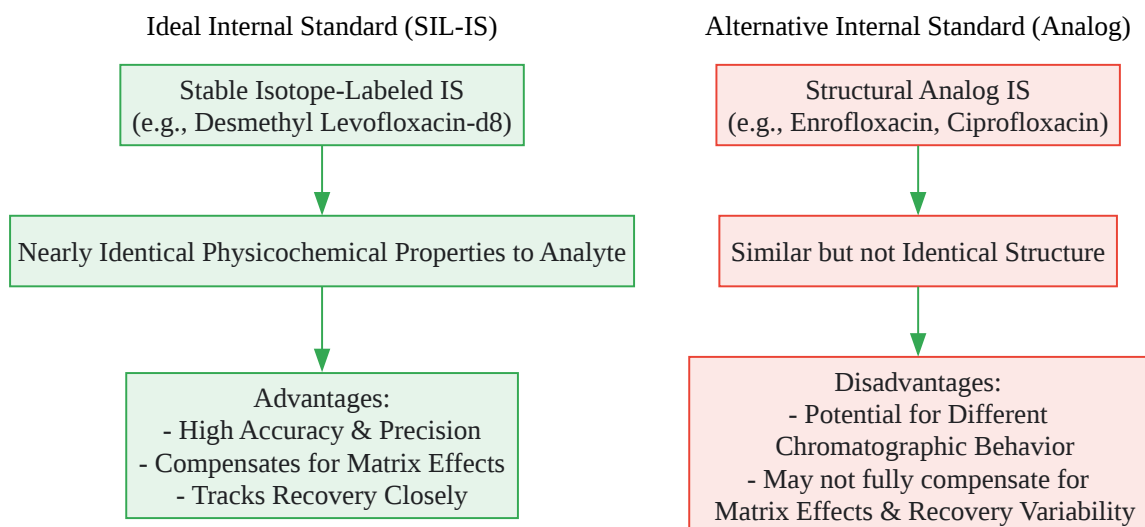 Ideal Internal Standard (SIL-IS)
Stable Isotope-Labeled IS
(e.g., Desmethyl Levofloxacin-d8)
Nearly Identical Physicochemical Properties to Analyte
Advantages:
- High Accuracy & Precision
- Compensates for Matrix Effects
- Tracks Recovery Closely
Alternative Internal Standard (Analog)
Structural Analog IS
(e.g., Enrofloxacin, Ciprofloxacin)
Similar but not Identical Structure
Disadvantages:
- Potential for Different
Chromatographic Behavior
- May not fully compensate for
Matrix Effects & Recovery Variability